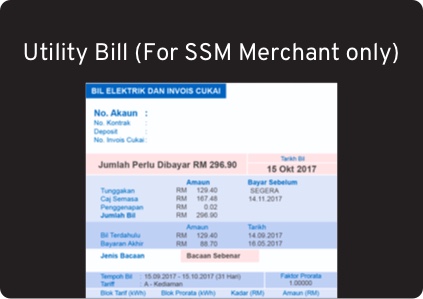 Utility Bill (For SSM Merchant only)
BIL ELEKTRIK DAN INVOIS CUKAI
No. Akaun :
No. Kontrak :
Deposit :
No. Invois Cukai:
Jumlah Perlu Dibayar RM 296.90
Tarikh Bil
15 Okt 2017
Amaun Bayar Sebelum
Tunggakan RM 129.40 SEGERA
Caj Semasa RM 167.48 14.11.2017
Penggenapan RM 0.02
Jumlah Bil RM 296.90
Amaun Tarikh
Bil Terdahulu RM 129.40 14.09.2017
Bayaran Akhir RM 88.70 16.05.2017
Jenis Bacaan Bacaan Sebenar
Tempoh Bil : 15.09.2017 - 15.10.2017 (31 Hari) Faktor Prorata
Tariff : A - Kediaman 1.00000
Blok Tarif (kWh) Blok Prorata (kWh) Kadar (RM) Amaun (RM)